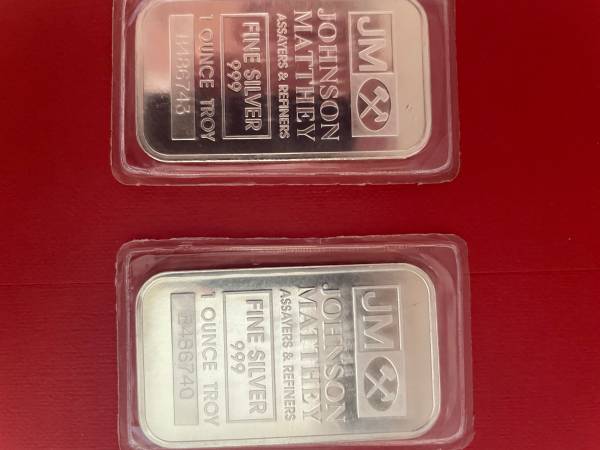 JM
JOHNSON
MATTHEY
ASSAYERS & REFINERS
FINE SILVER
999
1 OUNCE TROY
JM
JOHNSON
MATTHEY
ASSAYERS & REFINERS
FINE SILVER
999
1 OUNCE TROY